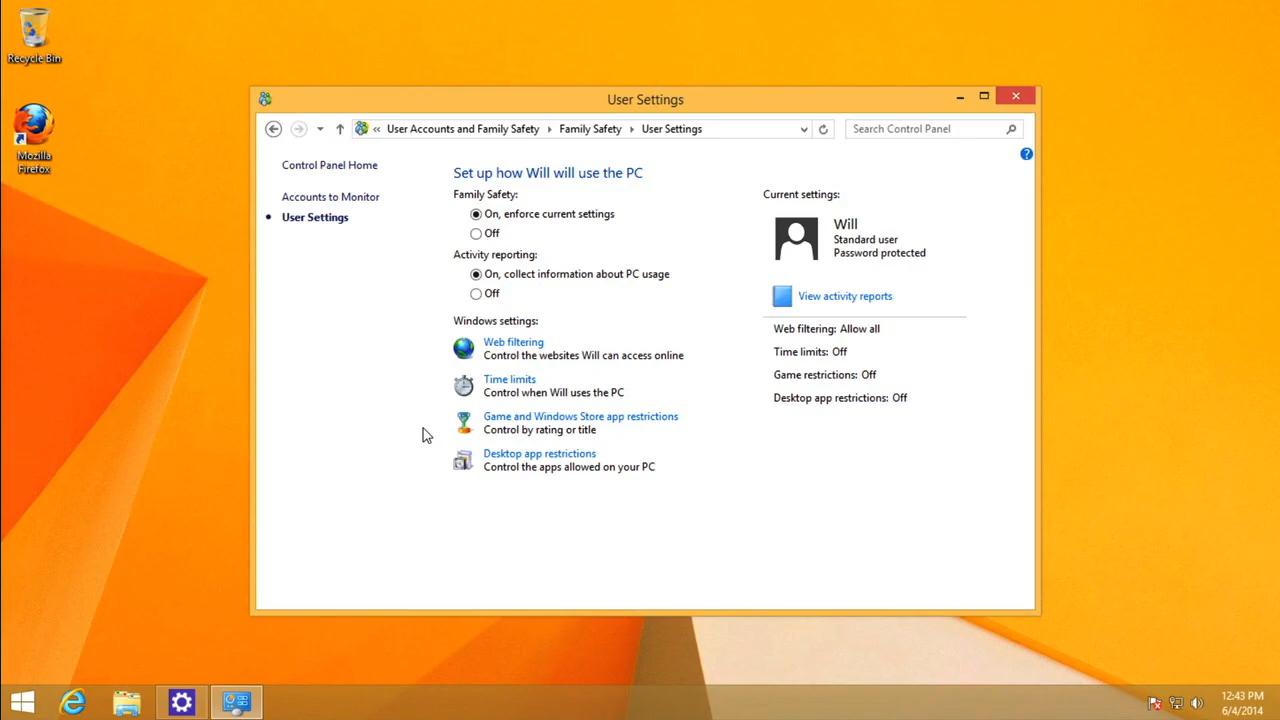 Recycle Bin
Mozilla
Firefox
User Settings
« User Accounts and Family Safety ▸ Family Safety ▸ User Settings
Search Control Panel
?
Control Panel Home
Accounts to Monitor
• User Settings
Set up how Will will use the PC
Family Safety:
On, enforce current settings
Off
Activity reporting:
On, collect information about PC usage
Off
Windows settings:
Web filtering
Control the websites Will can access online
Time limits
Control when Will uses the PC
Game and Windows Store app restrictions
Control by rating or title
Desktop app restrictions
Control the apps allowed on your PC
Current settings:
Will
Standard user
Password protected
View activity reports
Web filtering: Allow all
Time limits: Off
Game restrictions: Off
Desktop app restrictions: Off
12:43 PM
6/4/2014